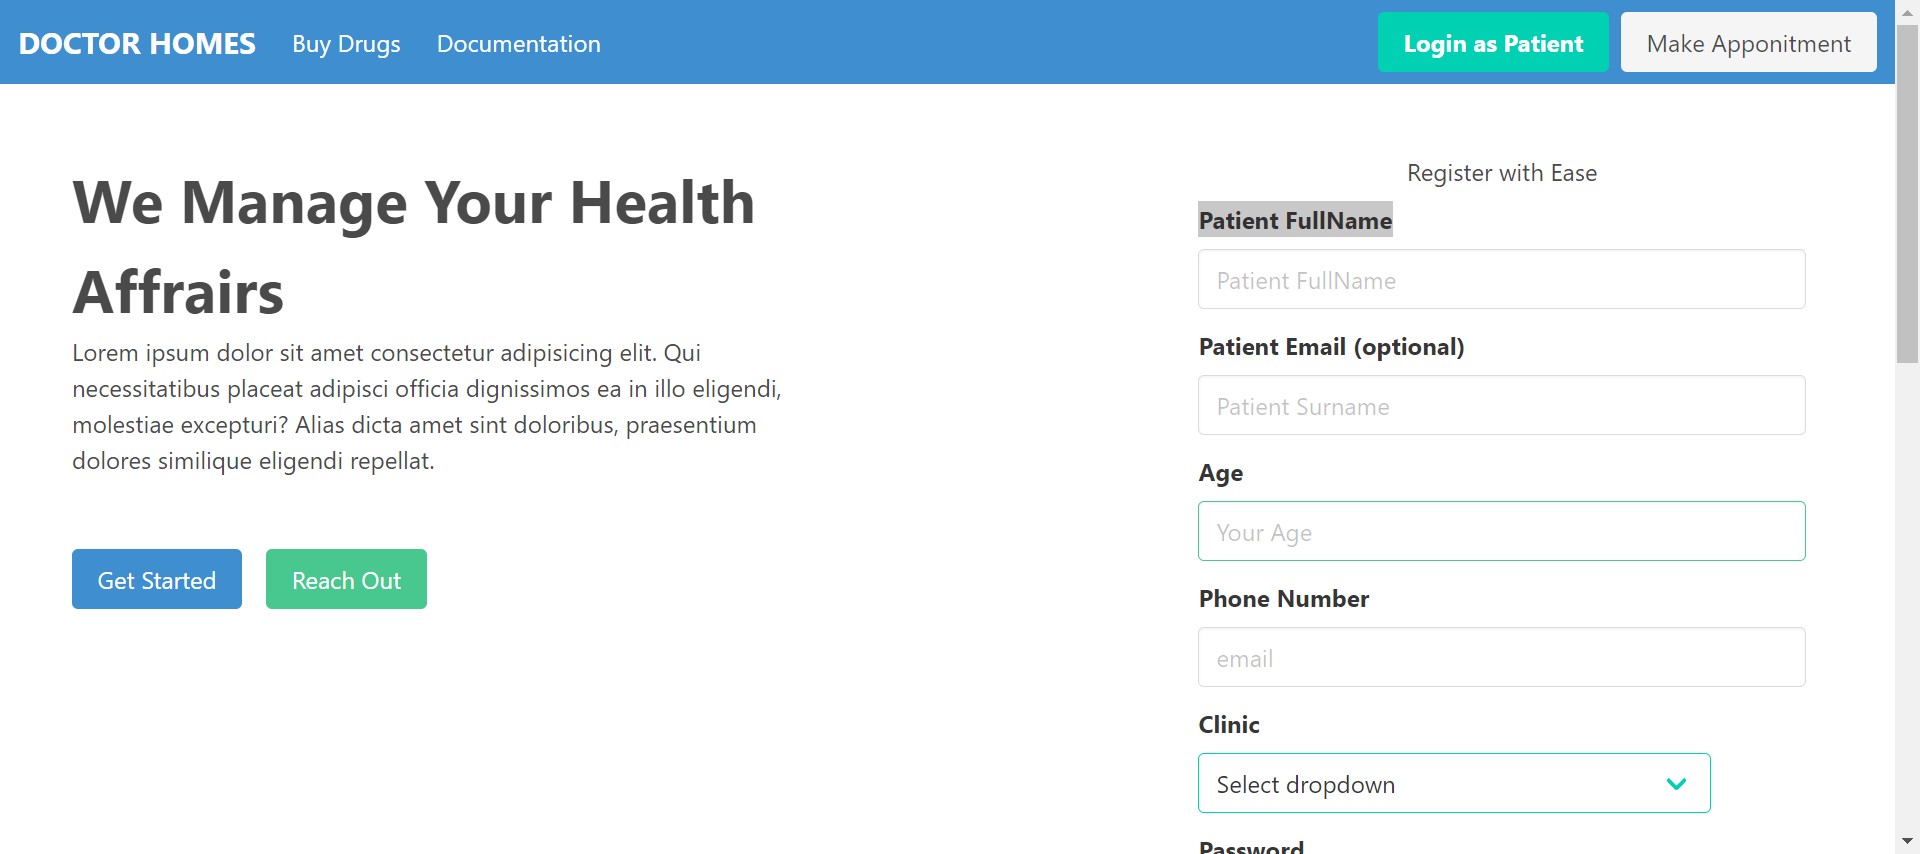 DOCTOR HOMES Buy Drugs Documentation Login as Patient Make Apponitment
We Manage Your Health
Affrairs
Lorem ipsum dolor sit amet consectetur adipisicing elit. Qui
necessitatibus placeat adipisci officia dignissimos ea in illo eligendi,
molestiae excepturi? Alias dicta amet sint doloribus, praesentium
dolores similique eligendi repellat.
Get Started Reach Out
Register with Ease
Patient FullName
Patient FullName
Patient Email (optional)
Patient Surname
Age
Your Age
Phone Number
email
Clinic
Select dropdown
Password